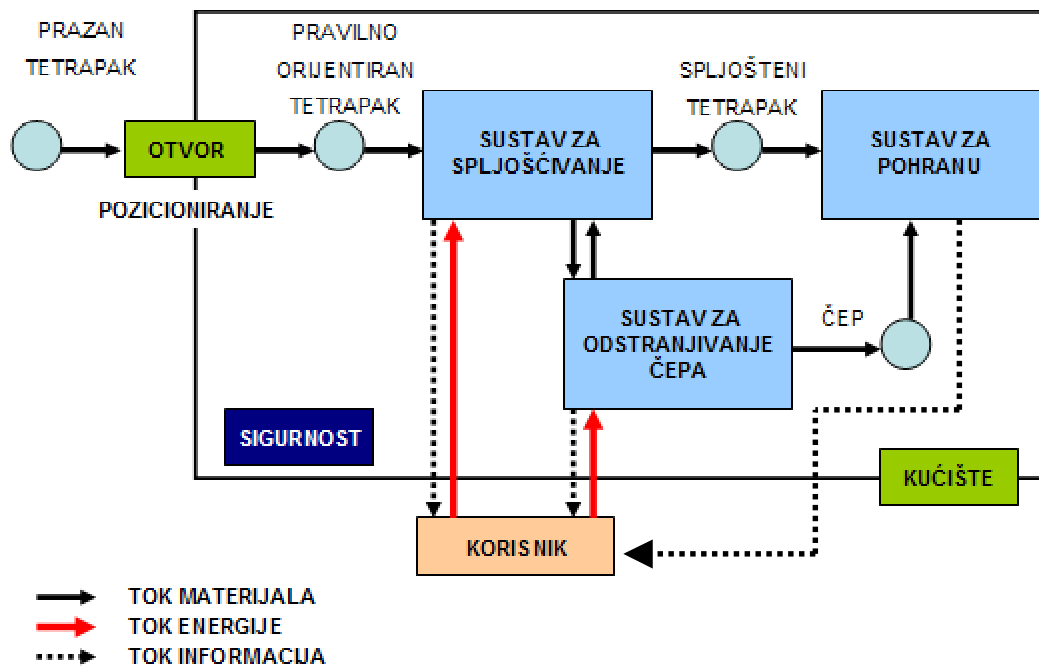 PRAZAN
TETRAPAK
PRAVILNO
ORIJENTIRAN
TETRAPAK
SPLJOŠTENI
TETRAPAK
OTVOR
SUSTAV ZA
SPLJOŠĆIVANJE
SUSTAV ZA
POHRANU
POZICIONIRANJE
SUSTAV ZA
ODSTRANJIVANJE
ČEPA
ČEP
SIGURNOST
KUĆIŠTE
KORISNIK
TOK MATERIJALA
TOK ENERGIJE
TOK INFORMACIJA